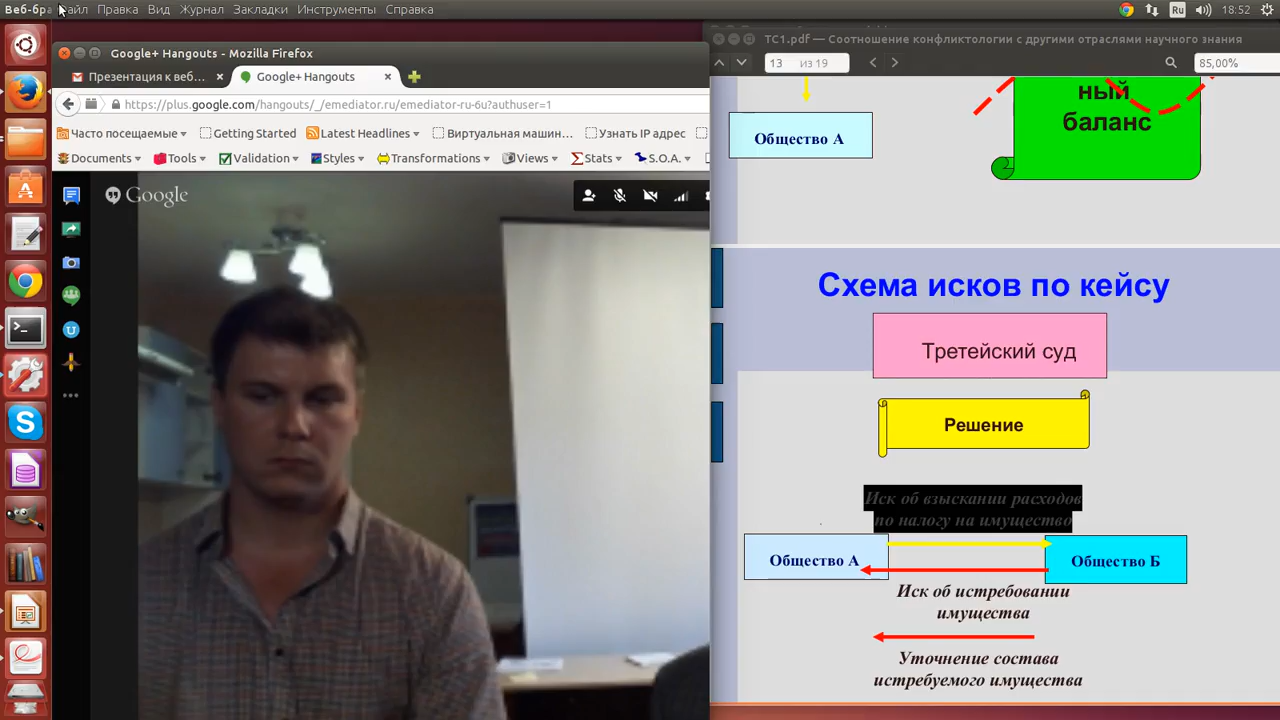 Веб-бра
айл Правка Вид Журнал Закладки Инструменты Справка
Ru
18:52
Google+ Hangouts - Mozilla Firefox
Презентация к веб...
Google+ Hangouts
https://plus.google.com/hangouts/_/emediator.ru/emediator-ru-6u?authuser=1
Часто посещаемые
Getting Started
Latest Headlines
Виртуальная машин...
Узнать IP адрес
Documents
Tools
Validation
Styles
Transformations
Views
Stats
S.O.A.
Google
TC1.pdf — Соотношение конфликтологии с другими отраслями научного знания
13 из 19
85,00%
ный
баланс
Общество А
Схема исков по кейсу
Третейский суд
Решение
Иск об взыскании расходов
по налогу на имущество
Общество А
Общество Б
Иск об истребовании
имущества
Уточнение состава
истребуемого имущества